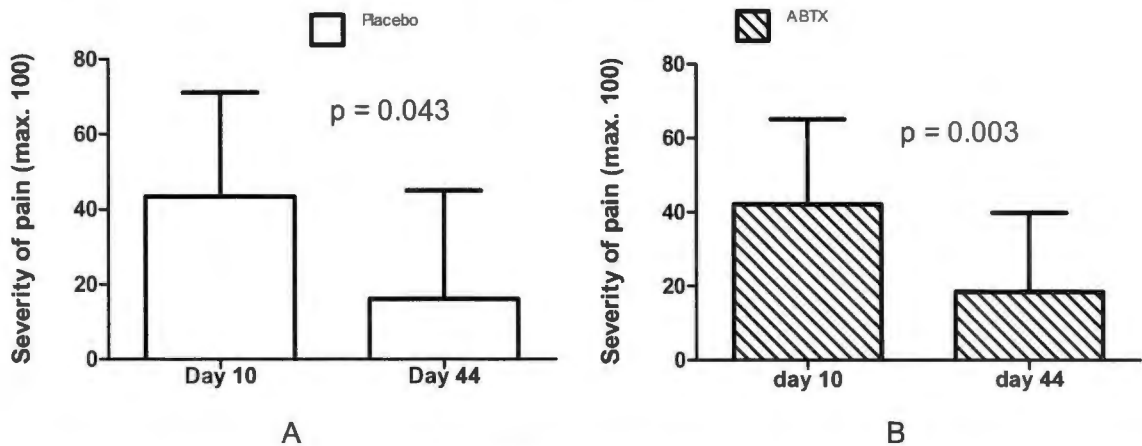 Placebo
Severity of pain (max. 100)
80
60
40
20
0
p = 0.043
Day 10
Day 44
A
ABTX
Severity of pain (max. 100)
80
60
40
20
0
p = 0.003
day 10
day 44
B